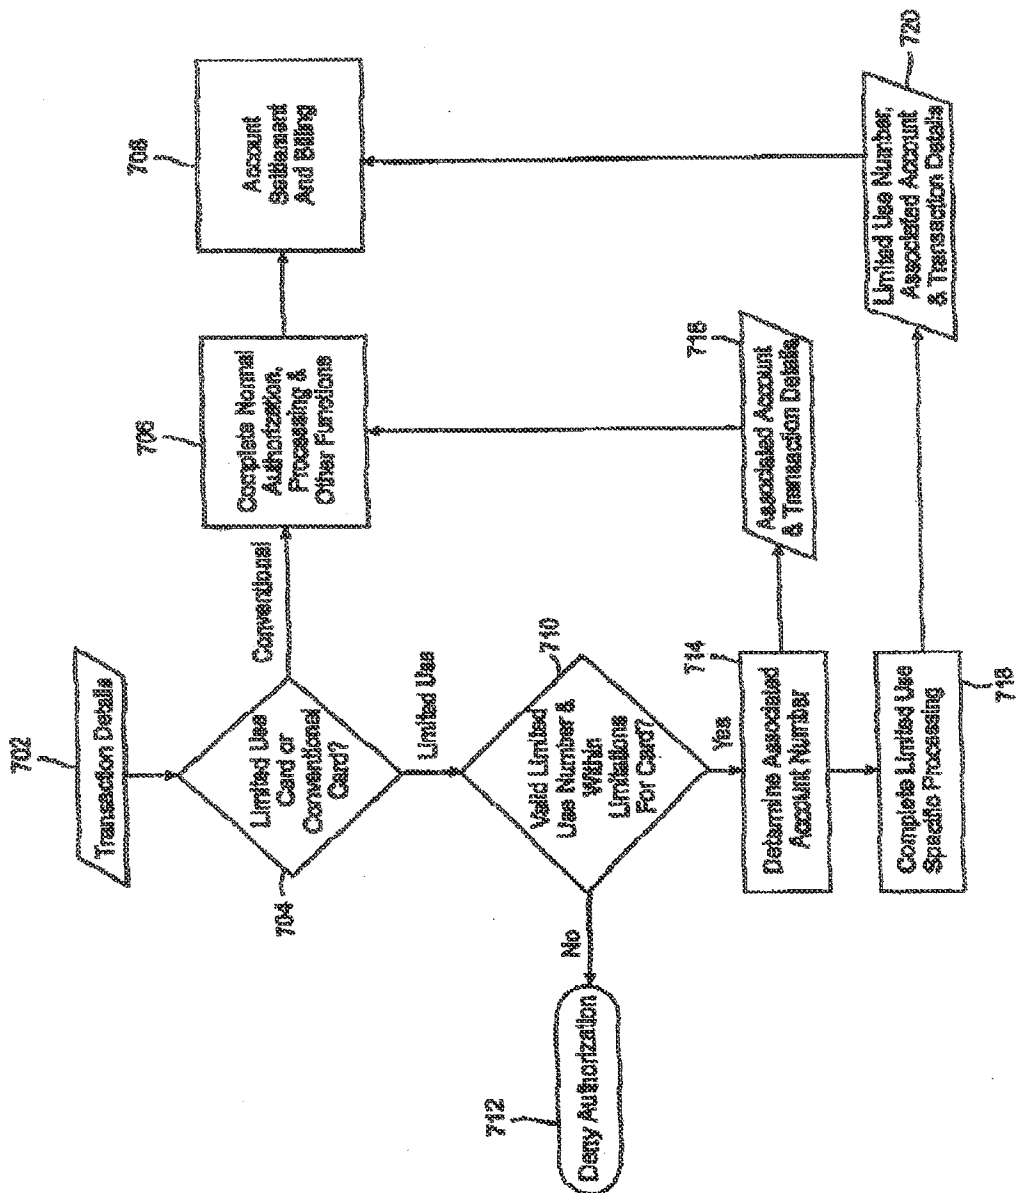 702
Transaction Details
Limited Use
Card or
Conventional
Card?
704
Conventional
706
Complete Normal
Authorization,
Processing &
Other Functions
708
Account
Settlement
And Billing
Limited Use
710
Valid Limited
Use Number &
Within
Limitations
For Card?
No
712
Deny Authorization
Yes
714
Determine Associated
Account Number
716
Associated Account
& Transaction Details
Complete Limited Use
Specific Processing
718
720
Limited Use Number,
Associated Account
& Transaction Details